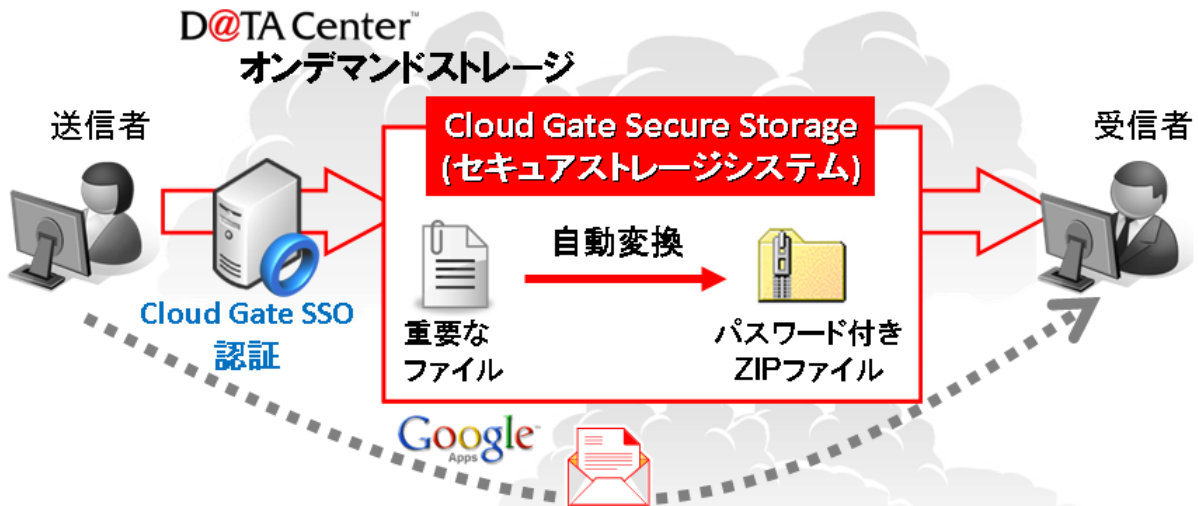 D@TA Center™
オンデマンドストレージ
送信者
Cloud Gate Secure Storage
(セキュアストレージシステム)
受信者
自動変換
Cloud Gate SSO
認証
重要な
ファイル
パスワード付き
ZIPファイル
Google™
Apps